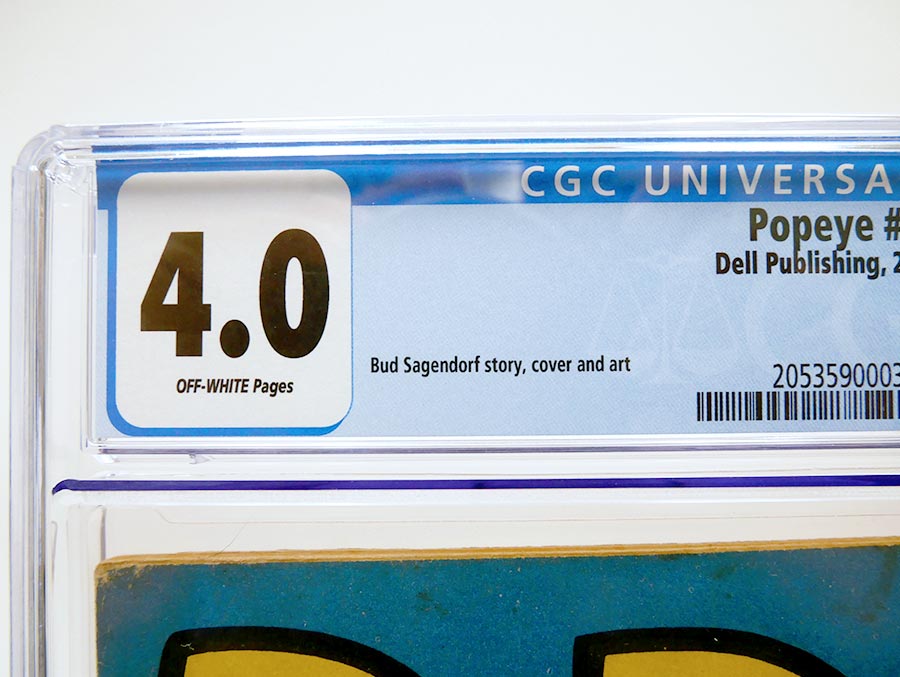 CGC UNIVERSA
Popeye #
Dell Publishing, 2
4.0
OFF-WHITE Pages
Bud Sagendorf story, cover and art
2053590003